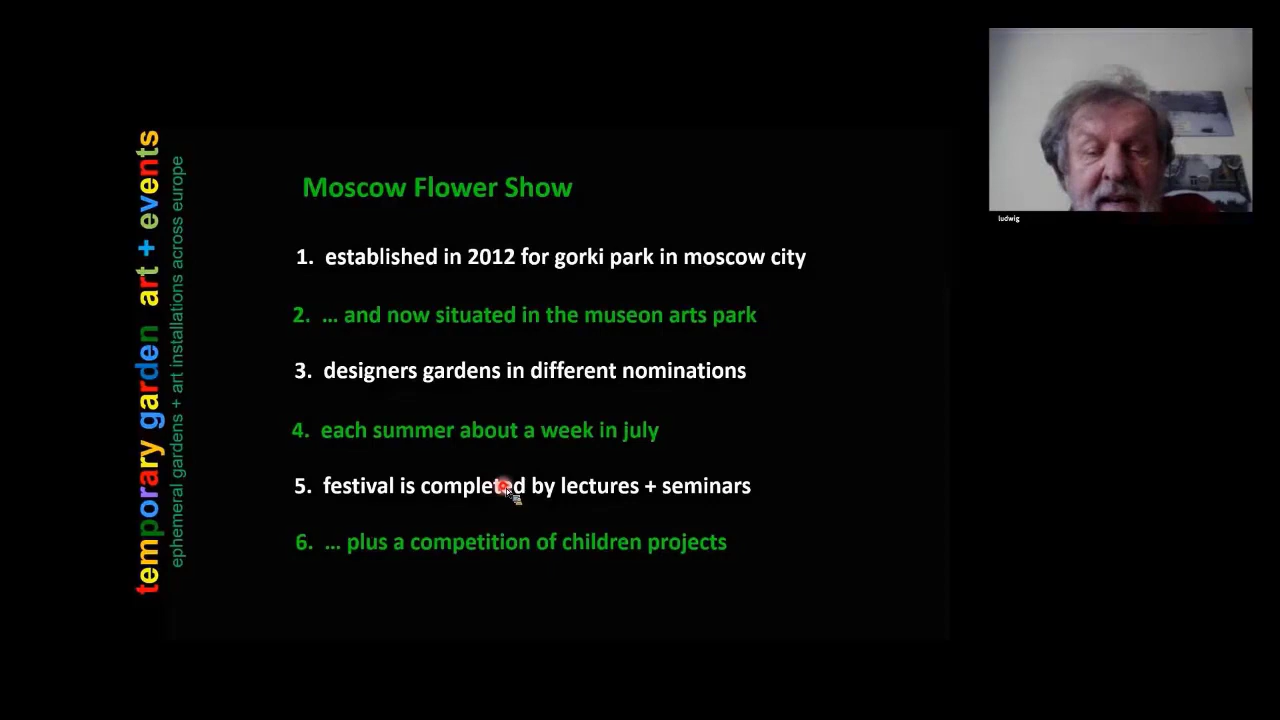 temporary garden art + events
ephemeral gardens + art installations across europe
Moscow Flower Show
1. established in 2012 for gorki park in moscow city
2. ... and now situated in the museon arts park
3. designers gardens in different nominations
4. each summer about a week in july
5. festival is completed by lectures + seminars
6. ... plus a competition of children projects
ludwig